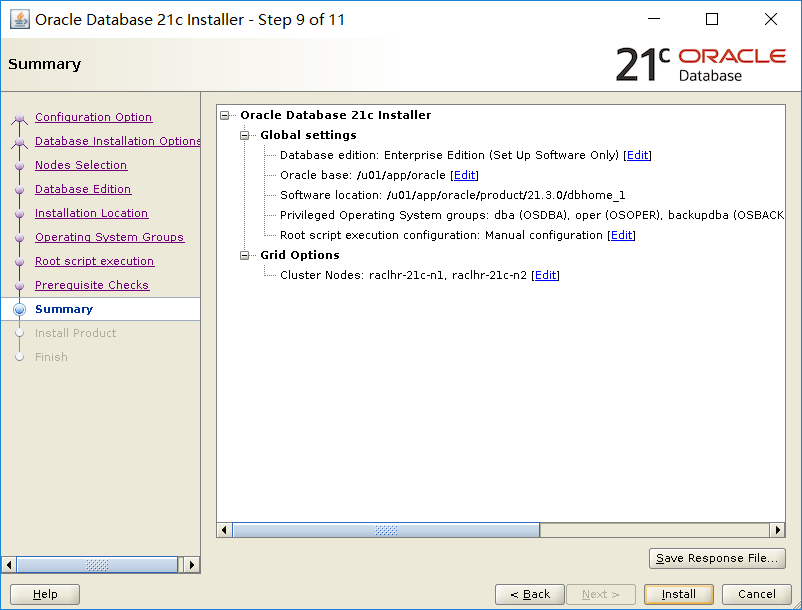 Oracle Database 21c Installer - Step 9 of 11
Summary
21c ORACLE
Database
Configuration Option
Database Installation Options
Nodes Selection
Database Edition
Installation Location
Operating System Groups
Root script execution
Prerequisite Checks
Summary
Install Product
Finish
Oracle Database 21c Installer
Global settings
Database edition: Enterprise Edition (Set Up Software Only) [Edit]
Oracle base: /u01/app/oracle [Edit]
Software location: /u01/app/oracle/product/21.3.0/dbhome_1
Privileged Operating System groups: dba (OSDBA), oper (OSOPER), backupdba (OSBACK
Root script execution configuration: Manual configuration [Edit]
Grid Options
Cluster Nodes: raclhr-21c-n1, raclhr-21c-n2 [Edit]
Save Response File...
Help
< Back
Next >
Install
Cancel